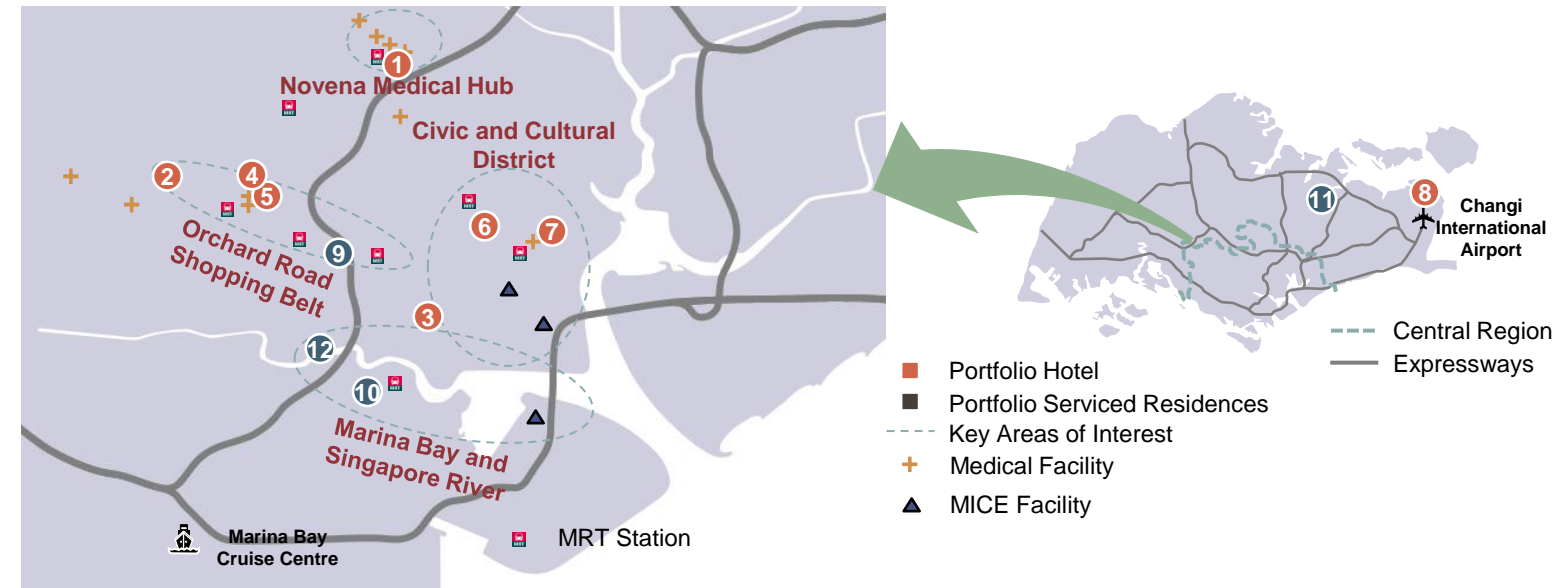 1
Novena Medical Hub
Civic and Cultural
District
2
4
5
6
7
Orchard Road
Shopping Belt
9
3
12
10
Marina Bay and
Singapore River
Marina Bay
Cruise Centre
MRT Station
11
8
Changi
International
Airport
Central Region
Expressways
Portfolio Hotel
Portfolio Serviced Residences
Key Areas of Interest
Medical Facility
MICE Facility